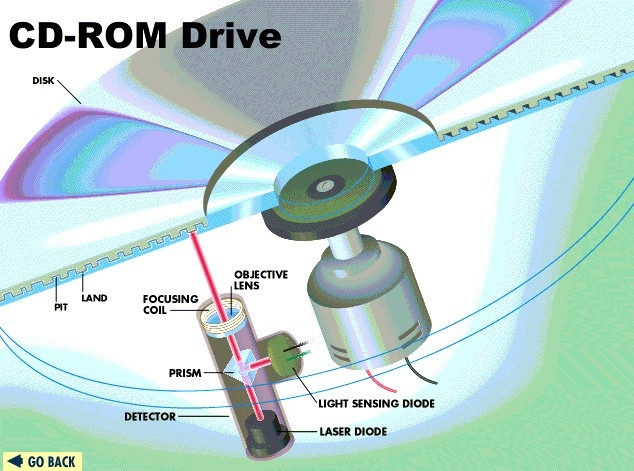 CD-ROM Drive
DISK
OBJECTIVE
LENS
FOCUSING
COIL
LAND
PIT
PRISM
LIGHT SENSING DIODE
DETECTOR
LASER DIODE
GO BACK